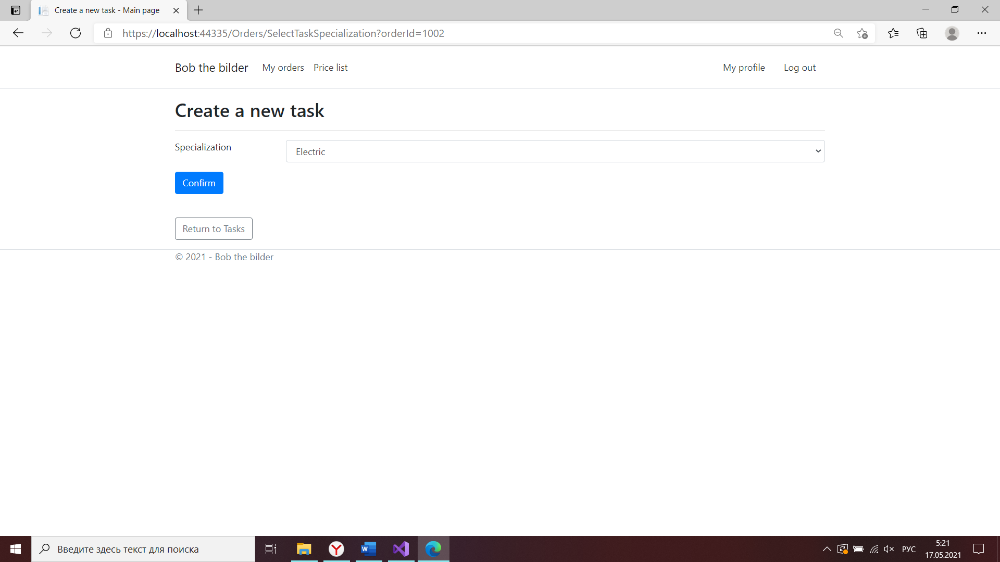 Create a new task - Main page
https://localhost:44335/Orders/SelectTaskSpecialization?orderId=1002
Bob the bilder My orders Price list My profile Log out
Create a new task
Specialization Electric
Confirm
Return to Tasks
© 2021 - Bob the bilder
Введите здесь текст для поиска
РУС
5:21
17.05.2021